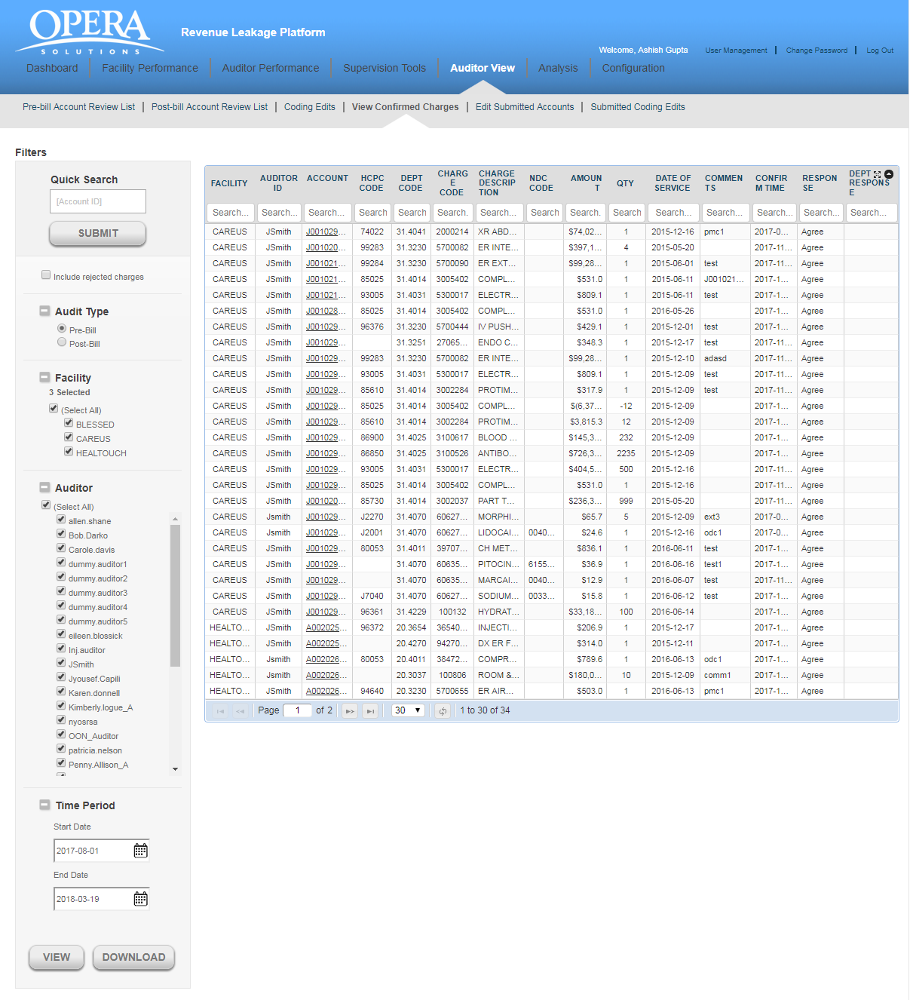 OPERA
SOLUTIONS
Revenue Leakage Platform
Welcome, Ashish Gupta User Management | Change Password | Log Out
Dashboard Facility Performance Auditor Performance Supervision Tools Auditor View Analysis Configuration
Pre-bill Account Review List | Post-bill Account Review List | Coding Edits | View Confirmed Charges | Edit Submitted Accounts | Submitted Coding Edits
Filters
Quick Search
[Account ID]
SUBMIT
Include rejected charges
Audit Type
Pre-Bill
Post-Bill
Facility
3 Selected
(Select All)
BLESSED
CAREUS
HEALTOUCH
Auditor
(Select All)
allen.shane
Bob.Darko
Carole.davis
dummy.auditor1
dummy.auditor2
dummy.auditor3
dummy.auditor4
dummy.auditor5
eileen.blossick
Inj.auditor
JSmith
Jyousef.Capili
Karen.donnell
Kimberly.logue_A
nyosrsa
OON_Auditor
patricia.nelson
Penny.Allison_A
Time Period
Start Date
2017-08-01
End Date
2018-03-19
VIEW DOWNLOAD
FACILITY AUDITOR ID ACCOUNT HCPC CODE DEPT CODE CHARGE CODE CHARGE DESCRIPTION NDC CODE AMOUNT QTY DATE OF SERVICE COMMENTS CONFIRM TIME RESPONSE DEPT RESPONSE
Search... Search... Search... Search... Search... Search. Search... Search Search. Search... Search... Search... Search... Search... Search...
CAREUS JSmith J001029... 74022 31.4041 2000214 XR ABD... $74,02... 1 2015-12-16 pmc1 2017-0... Agree
CAREUS JSmith J001020... 99283 31.3230 5700082 ER INTE... $397,1... 4 2015-05-20 2017-11... Agree
CAREUS JSmith J001021... 99284 31.3230 5700090 ER EXT... $99,28... 1 2015-06-01 test 2017-11... Agree
CAREUS JSmith J001021... 85025 31.4014 3005402 COMPL... $531.0 1 2015-06-11 J001021... 2017-1... Agree
CAREUS JSmith J001021... 93005 31.4031 5300017 ELECTR... $809.1 1 2015-06-11 test 2017-1... Agree
CAREUS JSmith J001028... 85025 31.4014 3005402 COMPL... $531.0 1 2016-05-26 2017-1... Agree
CAREUS JSmith J001029... 96376 31.3230 5700444 IV PUSH... $429.1 1 2015-12-01 test 2017-1... Agree
CAREUS JSmith J001029... 31.3251 27065... ENDO C... $348.3 1 2015-12-17 test 2017-1... Agree
CAREUS JSmith J001029... 99283 31.3230 5700082 ER INTE... $99,28... 1 2015-12-10 adasd 2017-11... Agree
CAREUS JSmith J001029... 93005 31.4031 5300017 ELECTR... $809.1 1 2015-12-09 test 2017-11... Agree
CAREUS JSmith J001029... 85610 31.4014 3002284 PROTIM... $317.9 1 2015-12-09 test 2017-11... Agree
CAREUS JSmith J001029... 85025 31.4014 3005402 COMPL... $(6,37... -12 2015-12-09 2017-1... Agree
CAREUS JSmith J001029... 85610 31.4014 3002284 PROTIM... $3,815.3 12 2015-12-09 2017-1... Agree
CAREUS JSmith J001029... 86900 31.4025 3100617 BLOOD ... $145,3... 232 2015-12-09 2017-1... Agree
CAREUS JSmith J001029... 86850 31.4025 3100526 ANTIBO... $726,3... 2235 2015-12-09 2017-1... Agree
CAREUS JSmith J001029... 93005 31.4031 5300017 ELECTR... $404,5... 500 2015-12-16 2017-11... Agree
CAREUS JSmith J001029... 85025 31.4014 3005402 COMPL... $531.0 1 2015-12-16 2017-1... Agree
CAREUS JSmith J001020... 85730 31.4014 3002037 PART T... $236,3... 999 2015-05-20 2017-11... Agree
CAREUS Jsmith J001029... J2270 31.4070 60627... MORPHI... $65.7 5 2015-12-09 ext3 2017-0... Agree
CAREUS Jsmith J001029... J2001 31.4070 60627... LIDOCAI... 0040... $24.6 1 2015-12-16 odc1 2017-0... Agree
CAREUS JSmith J001029... 80053 31.4011 39707... CH MET... $836.1 1 2016-06-11 test 2017-1... Agree
CAREUS JSmith J001029... 31.4070 60635... PITOCIN... 6155... $36.9 1 2016-06-16 test1 2017-1... Agree
CAREUS JSmith J001029... 31.4070 60635... MARCAI... 0040... $12.9 1 2016-06-07 test 2017-11... Agree
CAREUS JSmith J001029... J7040 31.4070 60627... SODIUM... 0033... $15.8 1 2016-06-12 test 2017-1... Agree
CAREUS JSmith J001029... 96361 31.4229 100132 HYDRAT... $33,18... 100 2016-06-14 2017-1... Agree
HEALTO... JSmith A002025... 96372 20.3654 36540... INJECTI... $206.9 1 2015-12-17 2017-1... Agree
HEALTO... JSmith A002025... 20.4270 94270... DX ER F... $314.0 1 2015-12-11 2017-1... Agree
HEALTO... Jsmith A002026... 80053 20.4011 38472... COMPR... $789.6 1 2016-06-13 odc1 2017-1... Agree
HEALTO... Jsmith A002026... 20.3037 100806 ROOM &... $180,0... 10 2015-12-09 comm1 2017-1... Agree
HEALTO... JSmith A002026... 94640 20.3230 5700655 ER AIR... $503.0 1 2016-06-13 pmc1 2017-1... Agree
Page 1 of 2 30 1 to 30 of 34